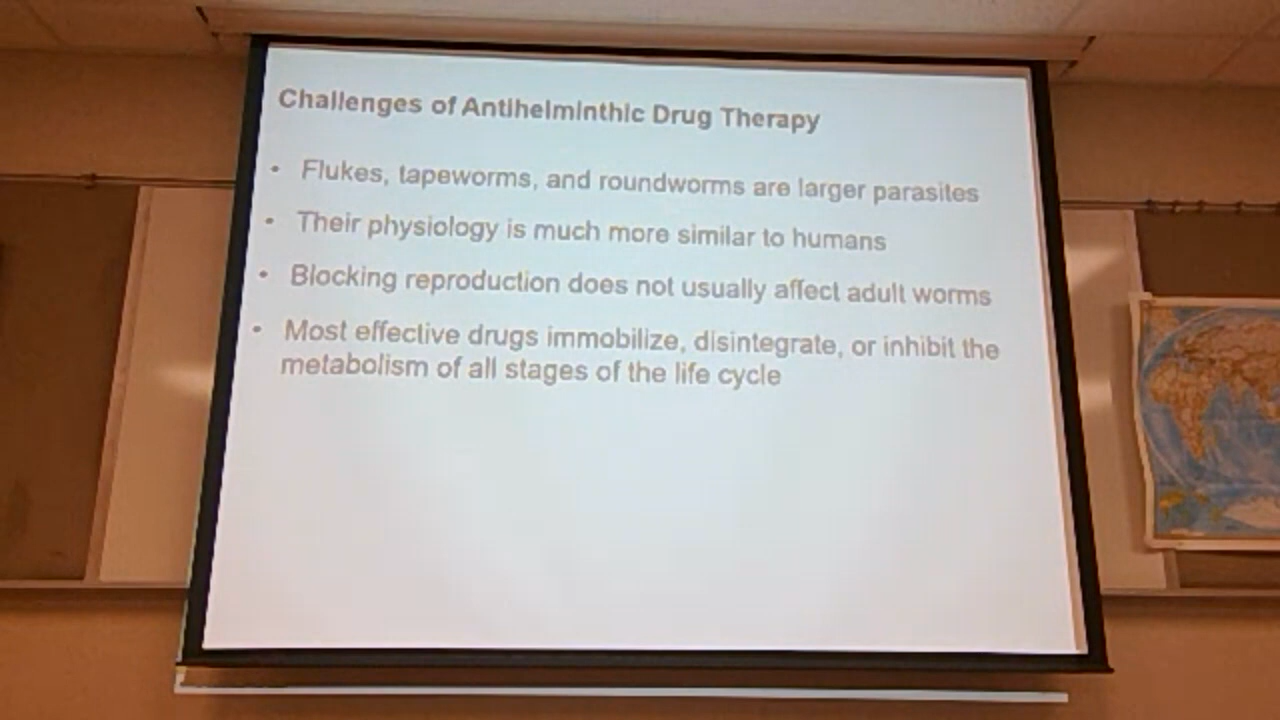 Challenges of Antihelminthic Drug Therapy
• Flukes, tapeworms, and roundworms are larger parasites
• Their physiology is much more similar to humans
• Blocking reproduction does not usually affect adult worms
• Most effective drugs immobilize, disintegrate, or inhibit the
metabolism of all stages of the life cycle